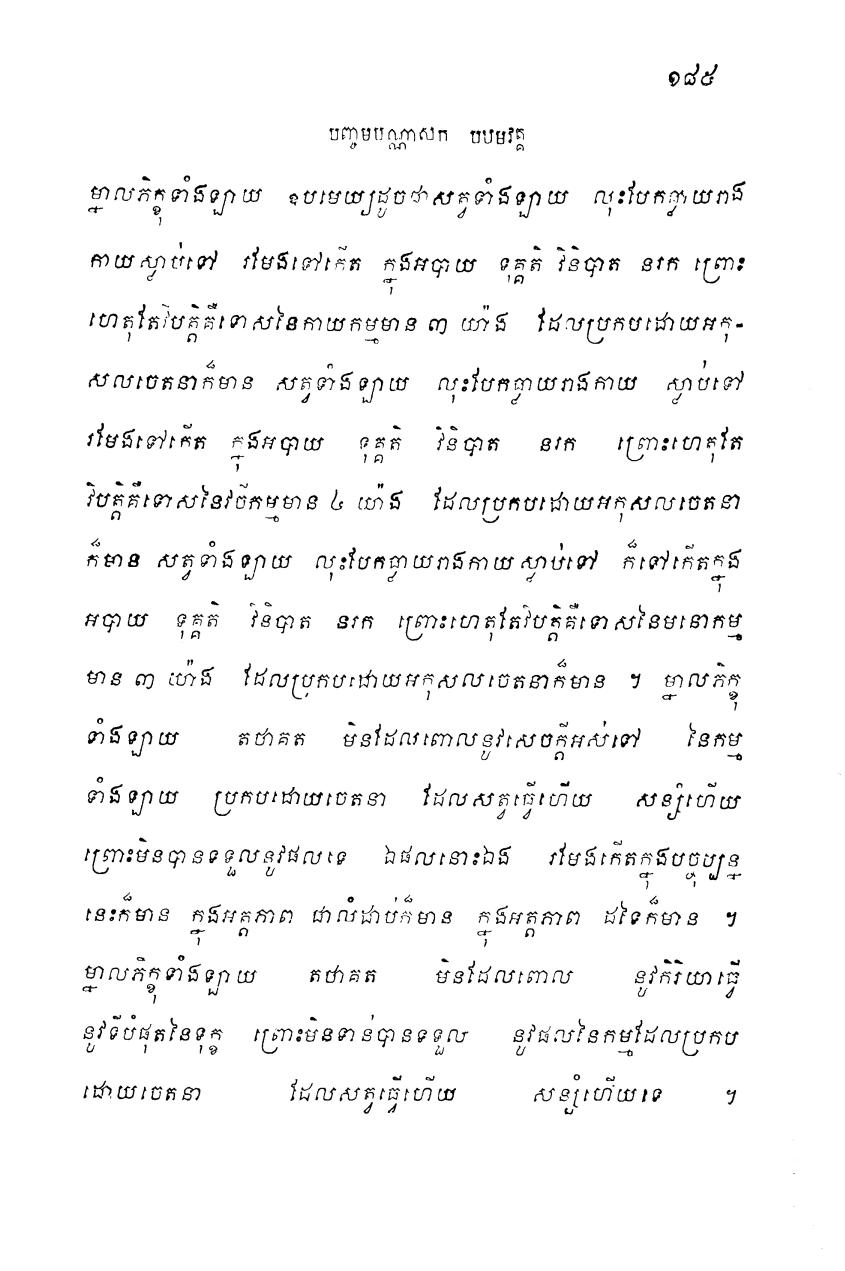 ១៨៥
បញ្ចមបណ្ណាសក បឋមវគ្គ
ម្នាលភិក្ខុទាំងឡាយ ឧបមេយ្យដូចជាសត្វទាំងឡាយ លុះបែកធ្លាយរាង
កាយស្លាប់ទៅ រមែងទៅកើត ក្នុងអបាយ ទុគ្គតិ វិនិបាត នរក ព្រោះ
ហេតុតែវិបត្តិគឺទោសនៃកាយកម្មមាន ៣ យ៉ាង ដែលប្រកបដោយអកុ-
សលចេតនាក៏មាន សត្វទាំងឡាយ លុះបែកធ្លាយរាងកាយ ស្លាប់ទៅ
រមែងទៅកើត ក្នុងអបាយ ទុគ្គតិ វិនិបាត នរក ព្រោះហេតុតែ
វិបត្តិគឺទោសនៃវចីកម្មមាន ៤ យ៉ាង ដែលប្រកបដោយអកុសលចេតនា
ក៏មាន សត្វទាំងឡាយ លុះបែកធ្លាយរាងកាយស្លាប់ទៅ ក៏ទៅកើតក្នុង
អបាយ ទុគ្គតិ វិនិបាត នរក ព្រោះហេតុតែវិបត្តិគឺទោសនៃមនោកម្ម
មាន ៣ យ៉ាង ដែលប្រកបដោយអកុសលចេតនាក៏មាន ។ ម្នាលភិក្ខុ
ទាំងឡាយ តថាគត មិនដែលពោលនូវសេចក្តីអស់ទៅ នៃកម្ម
ទាំងឡាយ ប្រកបដោយចេតនា ដែលសត្វធ្វើហើយ សន្សំហើយ
ព្រោះមិនបានទទួលនូវផលទេ ឯផលនោះឯង រមែងកើតក្នុងបច្ចុប្បន្ន
នេះក៏មាន ក្នុងអត្តភាព ជាលំដាប់ក៏មាន ក្នុងអត្តភាព ដទៃក៏មាន ។
ម្នាលភិក្ខុទាំងឡាយ តថាគត មិនដែលពោល នូវកិរិយាធ្វើ
នូវទីបំផុតនៃទុក្ខ ព្រោះមិនទាន់បានទទួល នូវផលនៃកម្មដែលប្រកប
ដោយចេតនា ដែលសត្វធ្វើហើយ សន្សំហើយទេ ។